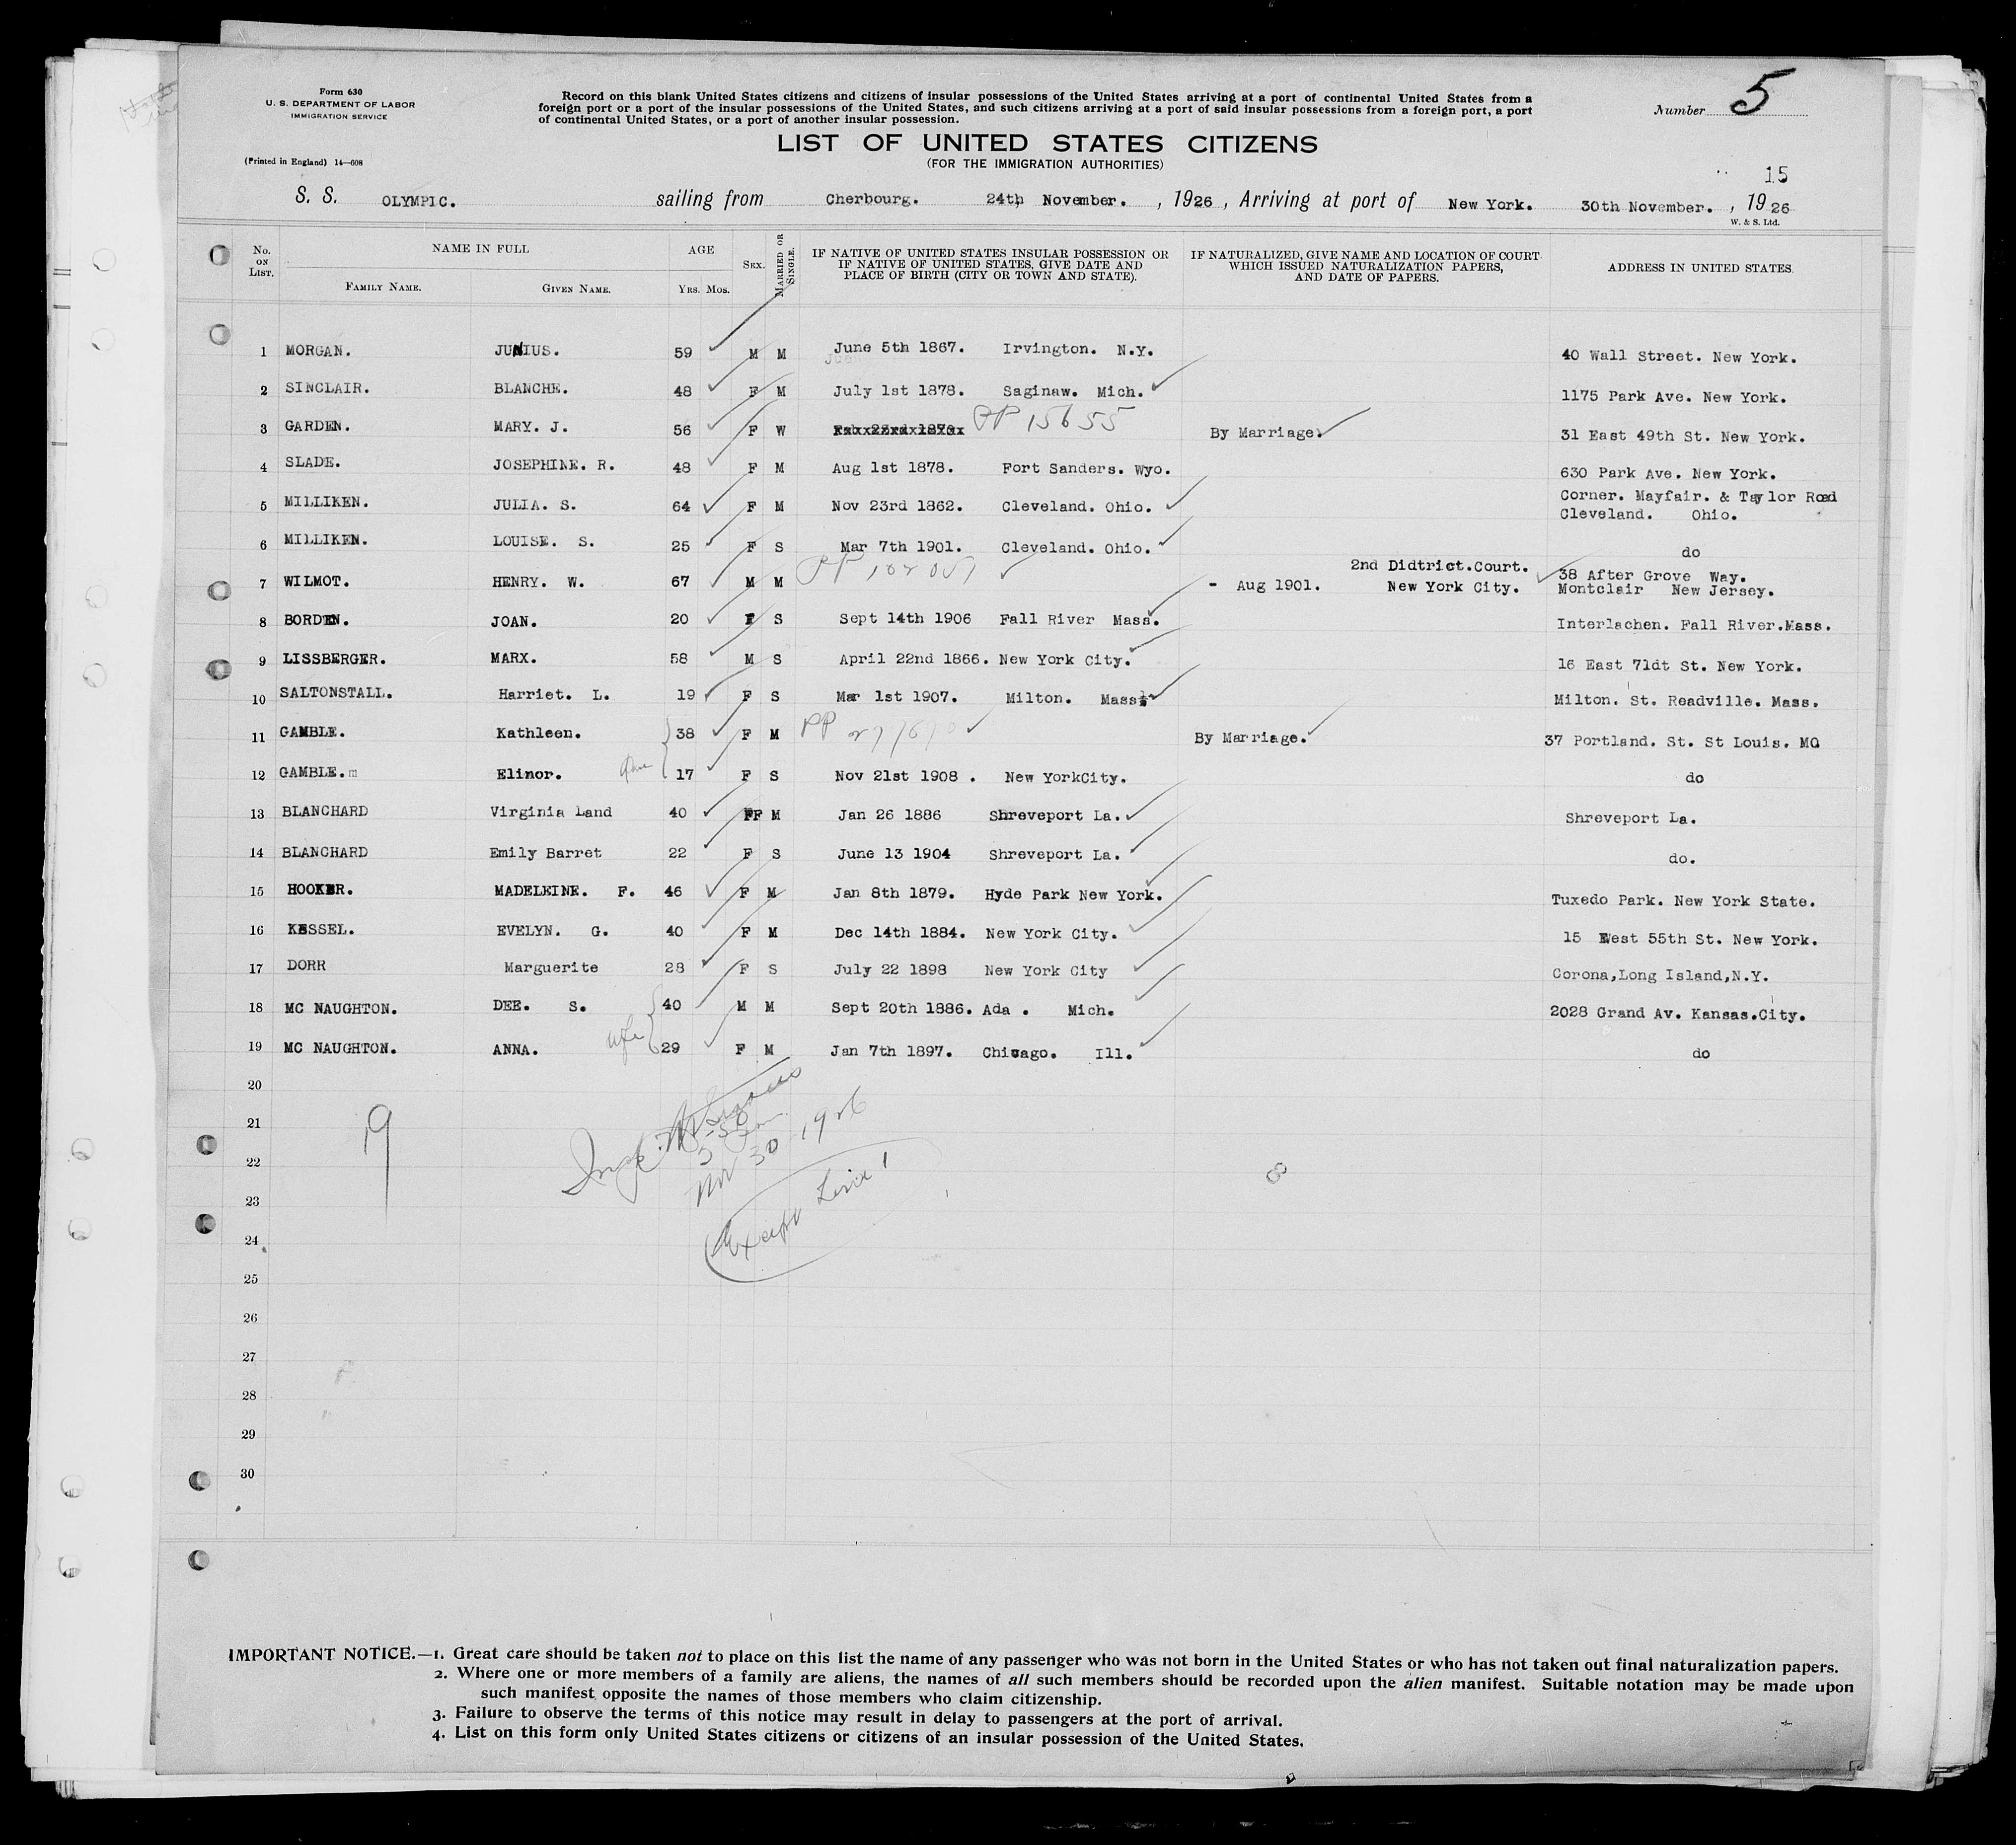 Form 630
U. S. DEPARTMENT OF LABOR
IMMIGRATION SERVICE
(Printed in England) 14—608
Record on this blank United States citizens and citizens of insular possessions of the United States arriving at a port of continental United States from a
foreign port or a port of the insular possessions of the United States, and such citizens arriving at a port of said insular possessions from a foreign port, a port
of continental United States, or a port of another insular possession.
Number 5
LIST OF UNITED STATES CITIZENS
(FOR THE IMMIGRATION AUTHORITIES)
15
S. S. OLYMPIC. sailing from Cherbourg. 24th November. , 1926 , Arriving at port of New York. 30th November. , 1926
W. & S. Ltd.
No. ON LIST. NAME IN FULL AGE SEX. MARRIED OR SINGLE. IF NATIVE OF UNITED STATES INSULAR POSSESSION OR IF NATIVE OF UNITED STATES, GIVE DATE AND PLACE OF BIRTH (CITY OR TOWN AND STATE). IF NATURALIZED, GIVE NAME AND LOCATION OF COURT WHICH ISSUED NATURALIZATION PAPERS, AND DATE OF PAPERS. ADDRESS IN UNITED STATES.
FAMILY NAME. GIVEN NAME. YRS. MOS.
1 MORGAN. JUNIUS. 59 M M June 5th 1867. Irvington. N.Y. 40 Wall Street. New York.
2 SINCLAIR. BLANCHE. 48 F M July 1st 1878. Saginaw. Mich. 1175 Park Ave. New York.
3 GARDEN. MARY. J. 56 F W PP 15655 By Marriage. 31 East 49th St. New York.
4 SLADE. JOSEPHINE. R. 48 F M Aug 1st 1878. Fort Sanders. Wyo. 630 Park Ave. New York.
5 MILLIKEN. JULIA. S. 64 F M Nov 23rd 1862. Cleveland. Ohio. Corner. Mayfair. & Taylor Road
Cleveland. Ohio.
6 MILLIKEN. LOUISE. S. 25 F S Mar 7th 1901. Cleveland. Ohio. do
7 WILMOT. HENRY. W. 67 M M PP - Aug 1901. 2nd Didtrict.Court. New York City. 38 After Grove Way.
Montclair New Jersey.
8 BORDEN. JOAN. 20 F S Sept 14th 1906 Fall River Mass. Interlachen. Fall River.Mass.
9 LISSBERGER. MARX. 58 M S April 22nd 1866. New York City. 16 East 71dt St. New York.
10 SALTONSTALL. Harriet. L. 19 F S Mar 1st 1907. Milton. Mass. Milton. St. Readville. Mass.
11 GAMBLE. Kathleen. 38 F M PP By Marriage. 37 Portland. St. St Louis. MO
12 GAMBLE.m Elinor. 17 F S Nov 21st 1908 . New YorkCity. do
13 BLANCHARD Virginia Land 40 FF M Jan 26 1886 Shreveport La. Shreveport La.
14 BLANCHARD Emily Barret 22 F S June 13 1904 Shreveport La. do.
15 HOOKER. MADELEINE. F. 46 F M Jan 8th 1879. Hyde Park New York. Tuxedo Park. New York State.
16 KESSEL. EVELYN. G. 40 F M Dec 14th 1884. New York City. 15 West 55th St. New York.
17 DORR Marguerite 28 F S July 22 1898 New York City Corona,Long Island,N.Y.
18 MC NAUGHTON. DEE. S. 40 M M Sept 20th 1886. Ada . Mich. 2028 Grand Av. Kansas.City.
19 MC NAUGHTON. ANNA. wife 29 F M Jan 7th 1897. Chicago. Ill. do
20
21
22
23
24
25
26
27
28
29
30
19
Nov 30 1926
Except Line 1
IMPORTANT NOTICE.—1. Great care should be taken not to place on this list the name of any passenger who was not born in the United States or who has not taken out final naturalization papers.
2. Where one or more members of a family are aliens, the names of all such members should be recorded upon the alien manifest. Suitable notation may be made upon
such manifest opposite the names of those members who claim citizenship.
3. Failure to observe the terms of this notice may result in delay to passengers at the port of arrival.
4. List on this form only United States citizens or citizens of an insular possession of the United States.